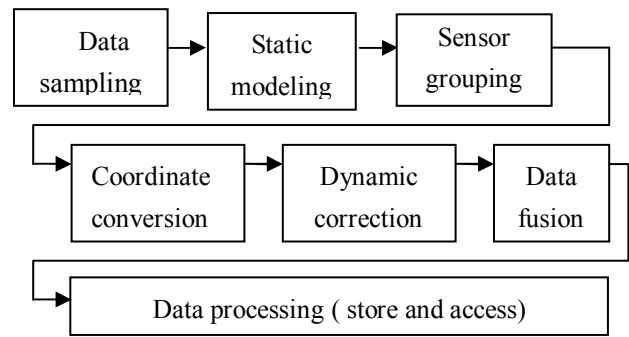 Data
sampling
Static
modeling
Sensor
grouping
Coordinate
conversion
Dynamic
correction
Data
fusion
Data processing ( store and access)